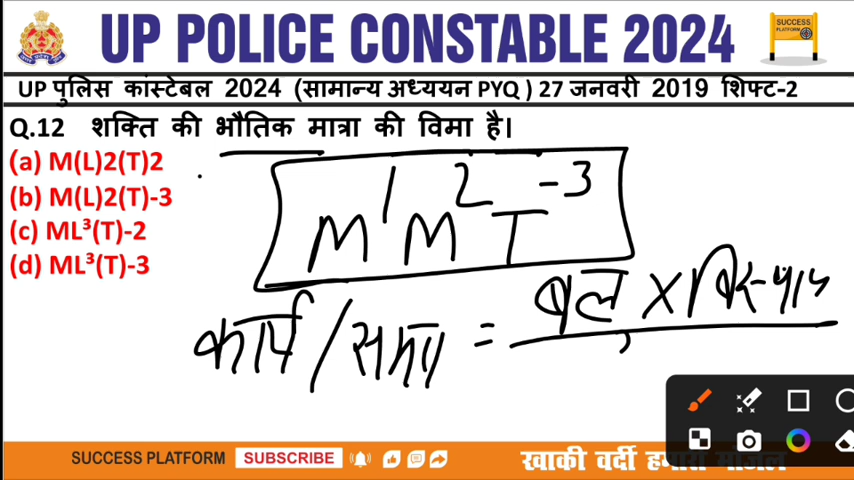 UP POLICE CONSTABLE 2024
SUCCESS
PLATFORM
UP पुलिस कांस्टेबल 2024 (सामान्य अध्ययन PYQ ) 27 जनवरी 2019 शिफ्ट-2
Q.12 शक्ति की भौतिक मात्रा की विमा है।
(a) M(L)2(T)2
(b) M(L)2(T)-3
(c) ML³(T)-2
(d) ML³(T)-3
M¹M²T⁻³
कार्य/समय = बल ×
SUCCESS PLATFORM SUBSCRIBE
खाकी वर्दी हमारी मंजिल